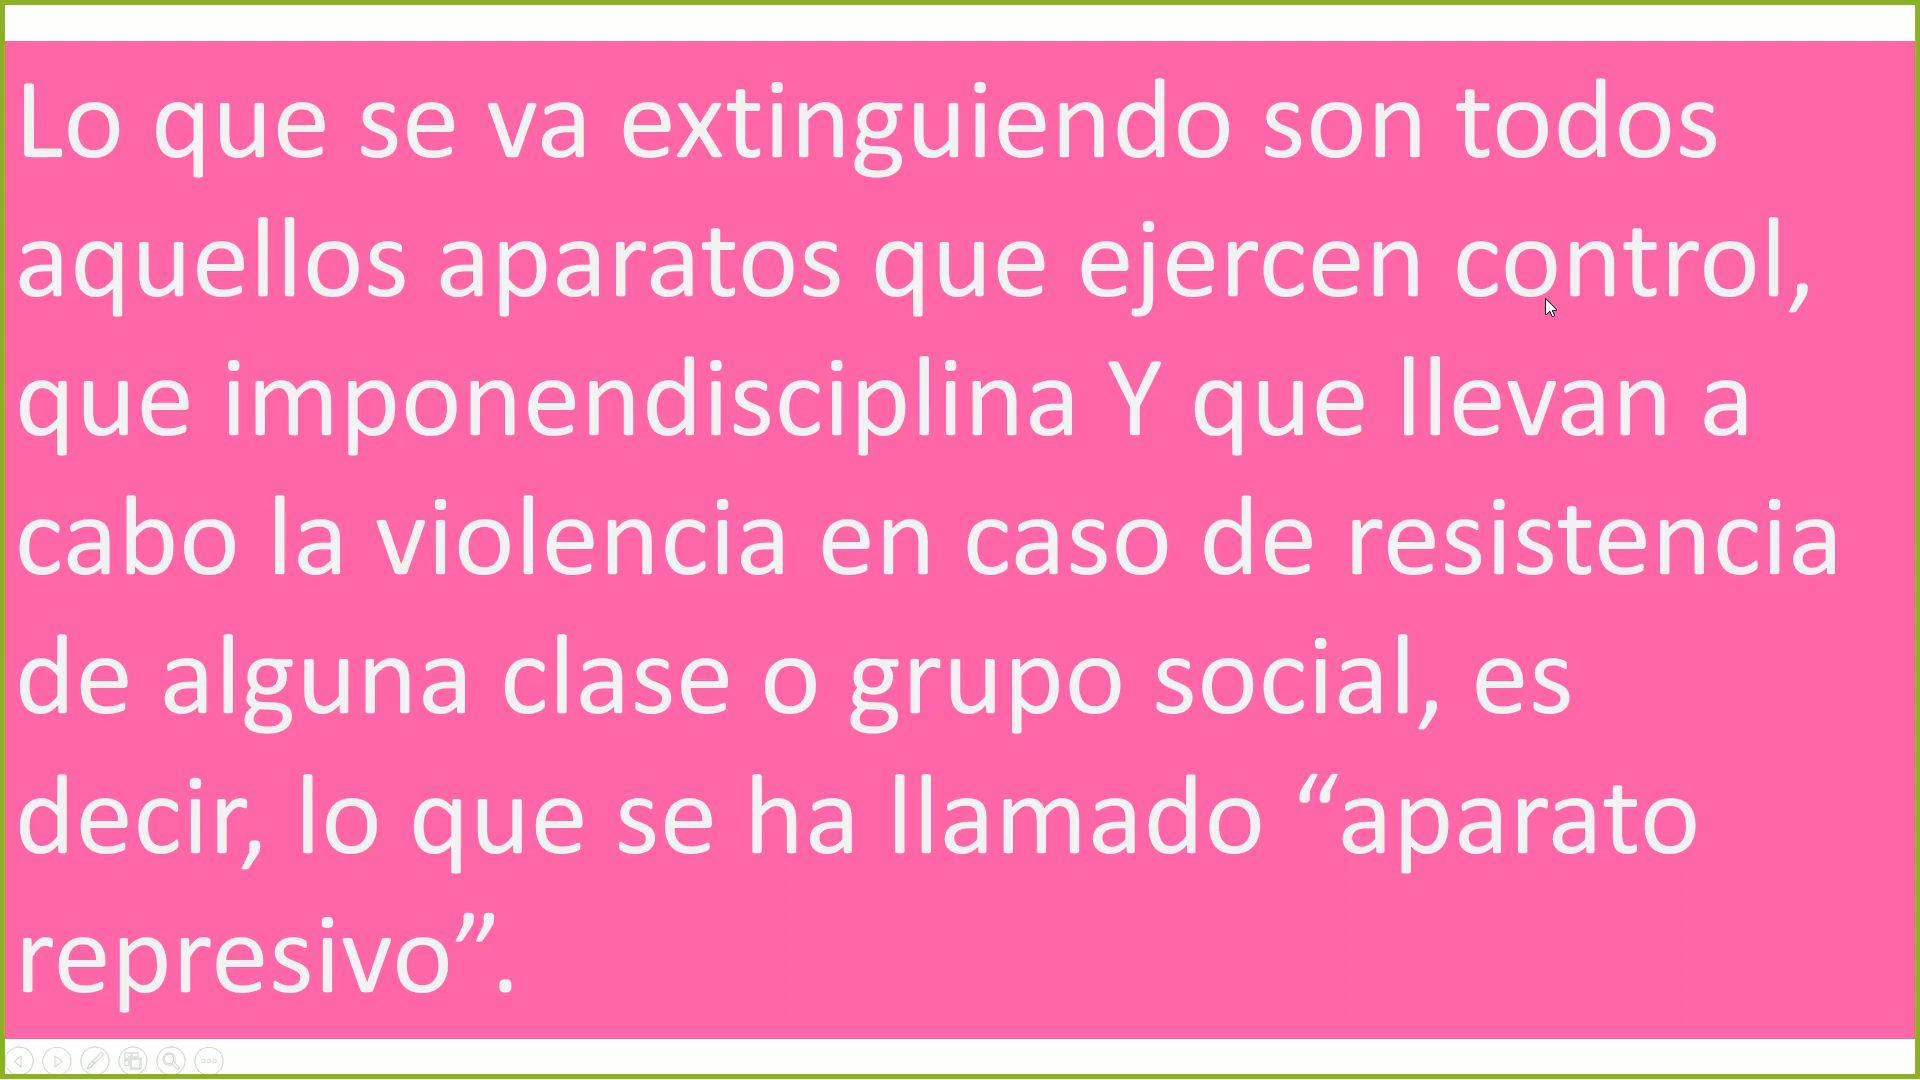 Lo que se va extinguiendo son todos
aquellos aparatos que ejercen control,
que imponendisciplina Y que llevan a
cabo la violencia en caso de resistencia
de alguna clase o grupo social, es
decir, lo que se ha llamado “aparato
represivo”.